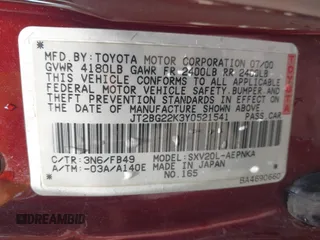 MFD.BY: TOYOTA MOTOR CORPORATION 07/00
GVWR 4180LB GAWR FR 2400LB RR 2400LB
THIS VEHICLE CONFORMS TO ALL APPLICABLE
FEDERAL MOTOR VEHICLE SAFETY, BUMPER, AND
THEFT PREVENTION STANDARDS IN EFFECT ON
THE DATE OF MANUFACTURE SHOWN ABOVE.
JT2BG22K3Y0521541 PASS. CAR
C/TR: 3N6/FB49 MODEL: SXV20L-AEPNKA
A/TM:-03A/A140E MADE IN JAPAN
NO.165
AMERIBID